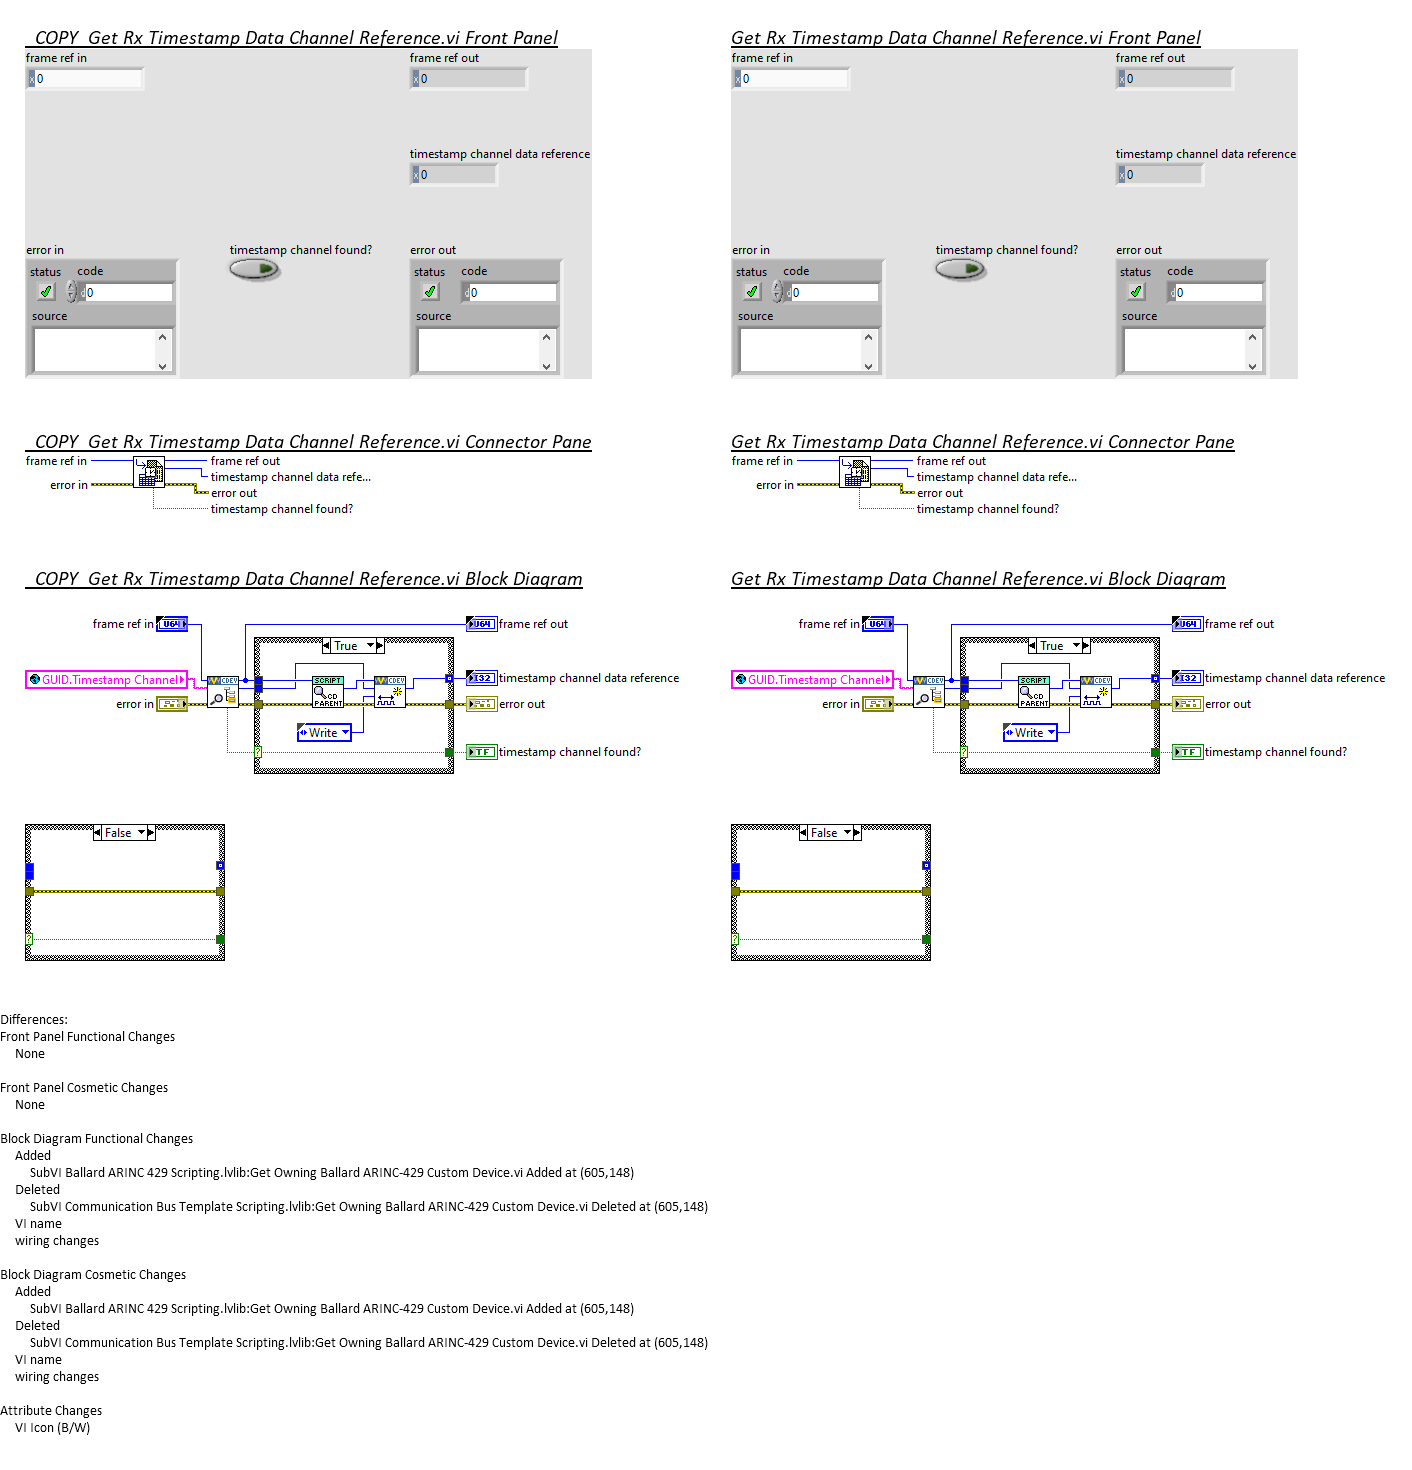 _COPY_Get Rx Timestamp Data Channel Reference.vi Front Panel
frame ref in
x 0
frame ref out
x 0
timestamp channel data reference
x 0
error in
status
code
d 0
source
timestamp channel found?
error out
status
code
d 0
source
Get Rx Timestamp Data Channel Reference.vi Front Panel
frame ref in
x 0
frame ref out
x 0
timestamp channel data reference
x 0
error in
status
code
d 0
source
timestamp channel found?
error out
status
code
d 0
source
_COPY_Get Rx Timestamp Data Channel Reference.vi Connector Pane
frame ref in
error in
frame ref out
timestamp channel data refe...
error out
timestamp channel found?
Get Rx Timestamp Data Channel Reference.vi Connector Pane
frame ref in
error in
frame ref out
timestamp channel data refe...
error out
timestamp channel found?
_COPY_Get Rx Timestamp Data Channel Reference.vi Block Diagram
frame ref in
U64
GUID.Timestamp Channel
error in
CDEV
True
SCRIPT
CD
PARENT
CDEV
Write
?
U64
frame ref out
I32
timestamp channel data reference
error out
TF
timestamp channel found?
False
?
Get Rx Timestamp Data Channel Reference.vi Block Diagram
frame ref in
U64
GUID.Timestamp Channel
error in
CDEV
True
SCRIPT
CD
PARENT
CDEV
Write
?
U64
frame ref out
I32
timestamp channel data reference
error out
TF
timestamp channel found?
False
?
Differences:
Front Panel Functional Changes
None
Front Panel Cosmetic Changes
None
Block Diagram Functional Changes
Added
SubVI Ballard ARINC 429 Scripting.lvlib:Get Owning Ballard ARINC-429 Custom Device.vi Added at (605,148)
Deleted
SubVI Communication Bus Template Scripting.lvlib:Get Owning Ballard ARINC-429 Custom Device.vi Deleted at (605,148)
VI name
wiring changes
Block Diagram Cosmetic Changes
Added
SubVI Ballard ARINC 429 Scripting.lvlib:Get Owning Ballard ARINC-429 Custom Device.vi Added at (605,148)
Deleted
SubVI Communication Bus Template Scripting.lvlib:Get Owning Ballard ARINC-429 Custom Device.vi Deleted at (605,148)
VI name
wiring changes
Attribute Changes
VI Icon (B/W)